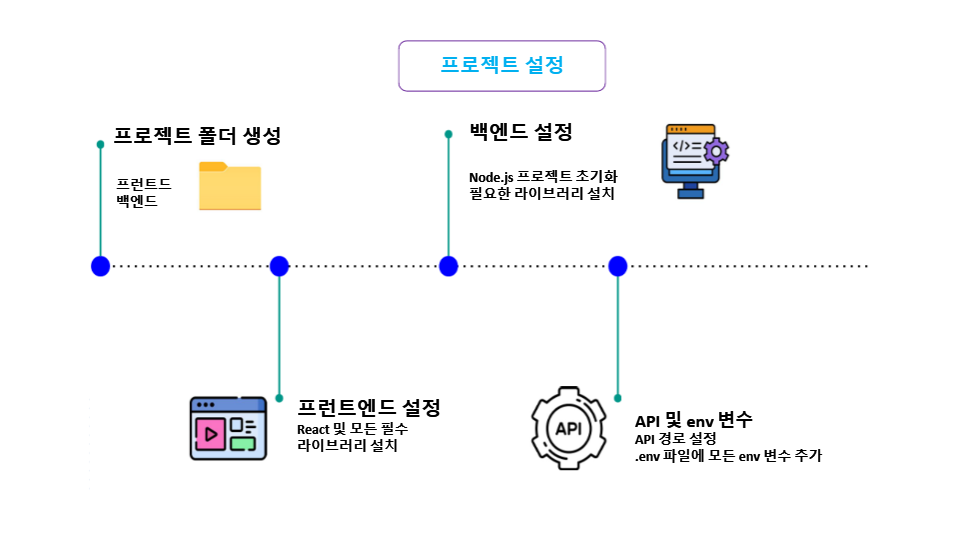 프로젝트 설정
프로젝트 폴더 생성
프런트드
백엔드
백엔드 설정
Node.js 프로젝트 초기화
필요한 라이브러리 설치
프런트엔드 설정
React 및 모든 필수
라이브러리 설치
API
API 및 env 변수
API 경로 설정
.env 파일에 모든 env 변수 추가